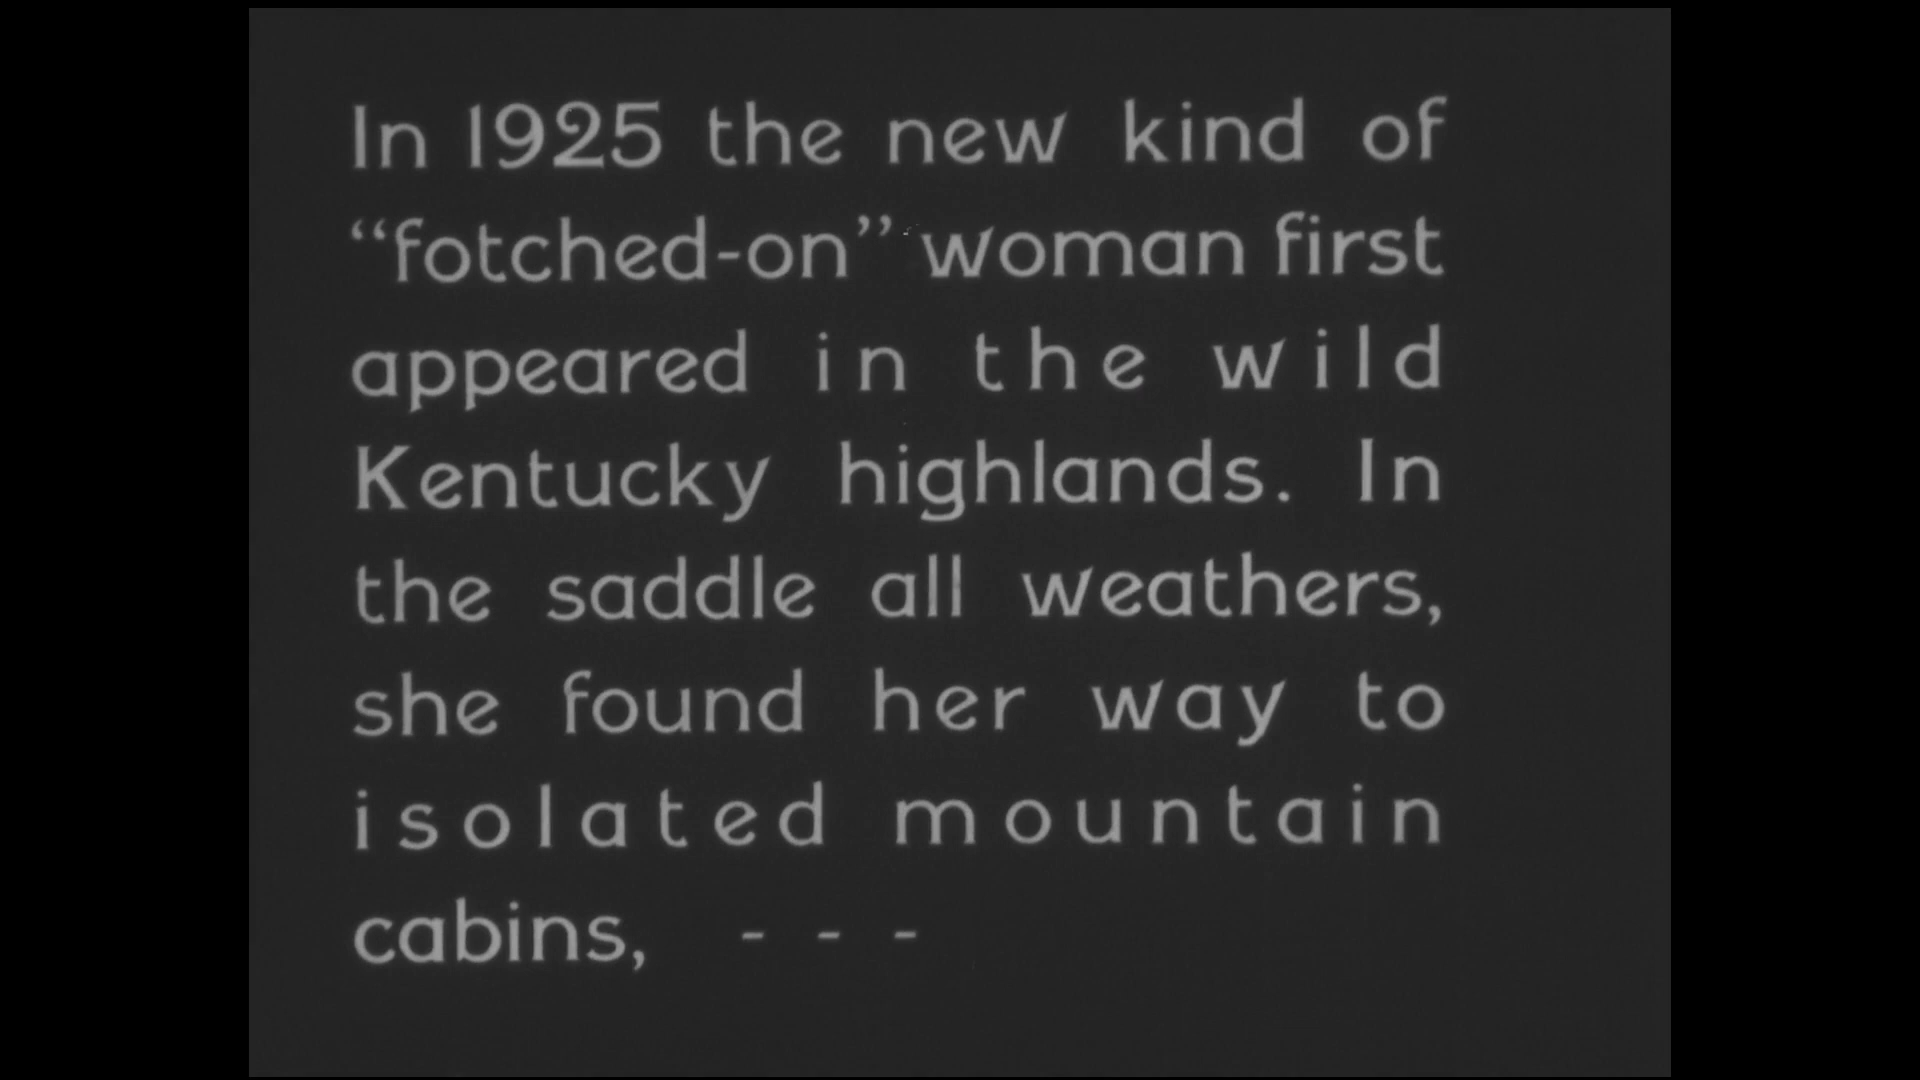 In 1925 the new kind of
“fotched-on” woman first
appeared in the wild
Kentucky highlands. In
the saddle all weathers,
she found her way to
isolated mountain
cabins, - - -